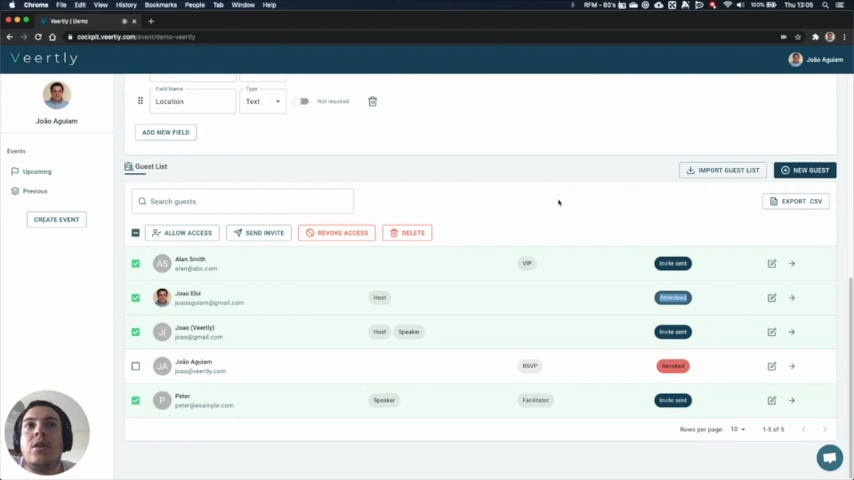 Chrome File Edit View History Bookmarks People Tab Window Help RFM - 80's 100% Thu 13:05
Veertly | Demo
cockpit.veertly.com/event/demo-veertly
Veertly João Aguiam
João Aguiam
Events
Upcoming
Previous
CREATE EVENT
Field Name Type
Location Text Not required
ADD NEW FIELD
Guest List IMPORT GUEST LIST NEW GUEST
Search guests EXPORT .CSV
ALLOW ACCESS SEND INVITE REVOKE ACCESS DELETE
AS Alan Smith VIP Invite sent
alan@abc.com
Joao Elui Host Attended
joaoaguiam@gmail.com
J( Joao (Veertly) Host Speaker Invite sent
joao@gmail.com
JA João Aguiam RSVP Revoked
joao@veertly.com
P Peter Speaker Facilitator Invite sent
peter@example.com
Rows per page: 10 1-5 of 5